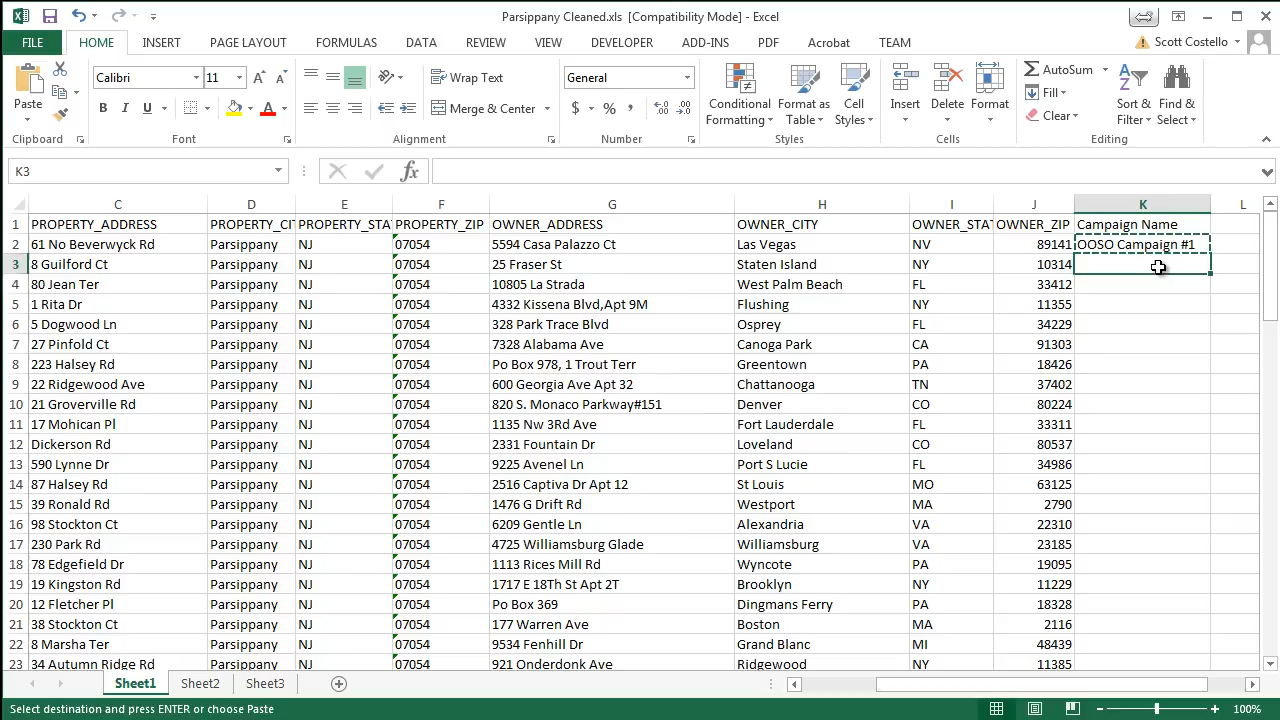 Parsippany Cleaned.xls [Compatibility Mode] - Excel
FILE HOME INSERT PAGE LAYOUT FORMULAS DATA REVIEW VIEW DEVELOPER ADD-INS PDF Acrobat TEAM Scott Costello
Paste
Calibri 11
B I U
Wrap Text
Merge & Center
General
$ % ,
Conditional Formatting
Format as Table
Cell Styles
Insert
Delete
Format
AutoSum
Fill
Clear
Sort & Filter
Find & Select
Clipboard Font Alignment Number Styles Cells Editing
K3 fx
C D E F G H I J K L
1 PROPERTY_ADDRESS PROPERTY_CI PROPERTY_STA PROPERTY_ZIP OWNER_ADDRESS OWNER_CITY OWNER_STA OWNER_ZIP Campaign Name
2 61 No Beverwyck Rd Parsippany NJ 07054 5594 Casa Palazzo Ct Las Vegas NV 89141 OOSO Campaign #1
3 8 Guilford Ct Parsippany NJ 07054 25 Fraser St Staten Island NY 10314
4 80 Jean Ter Parsippany NJ 07054 10805 La Strada West Palm Beach FL 33412
5 1 Rita Dr Parsippany NJ 07054 4332 Kissena Blvd,Apt 9M Flushing NY 11355
6 5 Dogwood Ln Parsippany NJ 07054 328 Park Trace Blvd Osprey FL 34229
7 27 Pinfold Ct Parsippany NJ 07054 7328 Alabama Ave Canoga Park CA 91303
8 223 Halsey Rd Parsippany NJ 07054 Po Box 978, 1 Trout Terr Greentown PA 18426
9 22 Ridgewood Ave Parsippany NJ 07054 600 Georgia Ave Apt 32 Chattanooga TN 37402
10 21 Groverville Rd Parsippany NJ 07054 820 S. Monaco Parkway#151 Denver CO 80224
11 17 Mohican Pl Parsippany NJ 07054 1135 Nw 3Rd Ave Fort Lauderdale FL 33311
12 Dickerson Rd Parsippany NJ 07054 2331 Fountain Dr Loveland CO 80537
13 590 Lynne Dr Parsippany NJ 07054 9225 Avenel Ln Port S Lucie FL 34986
14 87 Halsey Rd Parsippany NJ 07054 2516 Captiva Dr Apt 12 St Louis MO 63125
15 39 Ronald Rd Parsippany NJ 07054 1476 G Drift Rd Westport MA 2790
16 98 Stockton Ct Parsippany NJ 07054 6209 Gentle Ln Alexandria VA 22310
17 230 Park Rd Parsippany NJ 07054 4725 Williamsburg Glade Williamsburg VA 23185
18 78 Edgefield Dr Parsippany NJ 07054 1113 Rices Mill Rd Wyncote PA 19095
19 19 Kingston Rd Parsippany NJ 07054 1717 E 18Th St Apt 2T Brooklyn NY 11229
20 12 Fletcher Pl Parsippany NJ 07054 Po Box 369 Dingmans Ferry PA 18328
21 38 Stockton Ct Parsippany NJ 07054 177 Warren Ave Boston MA 2116
22 8 Marsha Ter Parsippany NJ 07054 9534 Fenhill Dr Grand Blanc MI 48439
23 34 Autumn Ridge Rd Parsippany NJ 07054 921 Onderdonk Ave Ridgewood NY 11385
Sheet1 Sheet2 Sheet3
Select destination and press ENTER or choose Paste 100%